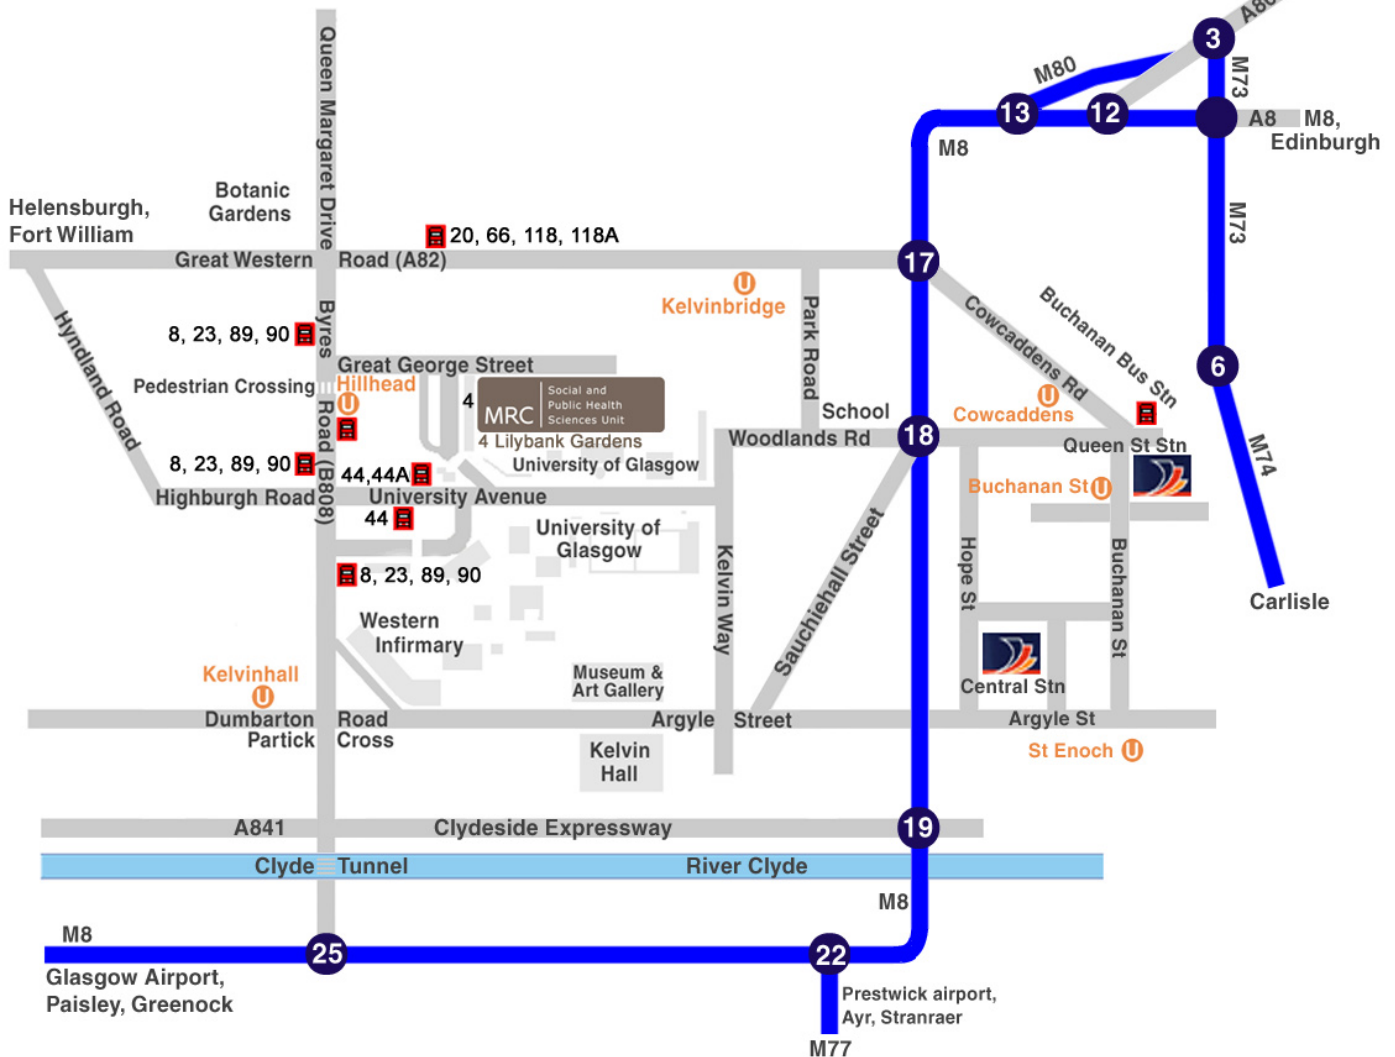 A80
3
M80
M73
13
12
A8
M8,
Edinburgh
M8
Queen Margaret Drive
Botanic
Gardens
Helensburgh,
Fort William
20, 66, 118, 118A
M73
Great Western
Road (A82)
17
Kelvinbridge
Park Road
Cowcaddens Rd
Buchanan Bus Stn
Byres
8, 23, 89, 90
Hyndland Road
Great George Street
6
Pedestrian Crossing
Hillhead
4
MRC
Social and
Public Health
Sciences Unit
School
Cowcaddens
Road (B808)
4 Lilybank Gardens
Woodlands Rd
18
Queen St Stn
M74
8, 23, 89, 90
44,44A
University of Glasgow
Buchanan St
Highburgh Road
University Avenue
44
University of
Glasgow
Kelvin Way
Sauchiehall Street
Hope St
Buchanan St
8, 23, 89, 90
Carlisle
Western
Infirmary
Kelvinhall
Museum &
Art Gallery
Central Stn
Dumbarton
Road
Argyle
Street
Argyle St
Partick
Cross
Kelvin
Hall
St Enoch
A841
Clydeside Expressway
19
Clyde
Tunnel
River Clyde
M8
M8
25
22
Glasgow Airport,
Paisley, Greenock
Prestwick airport,
Ayr, Stranraer
M77